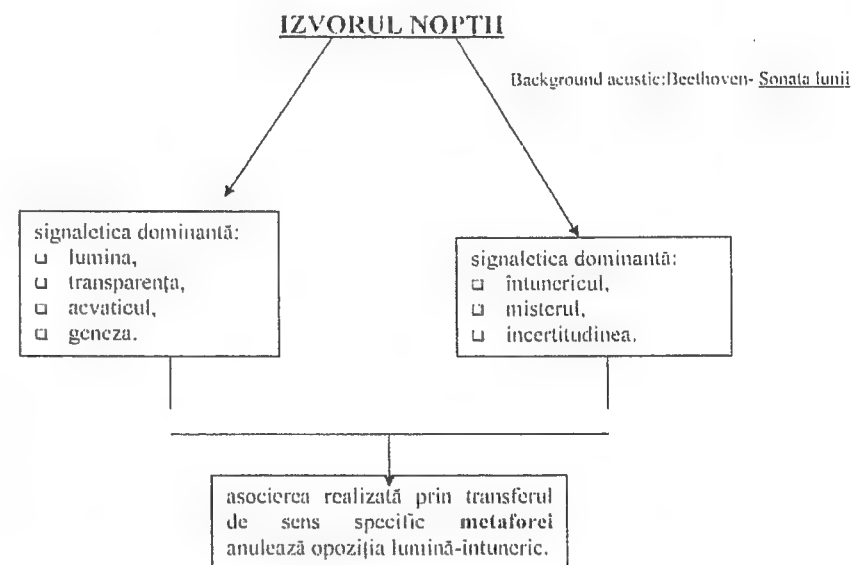 IZVORUL NOPTII
Background acustic:Beethoven- Sonata lunii
signaletica dominantă:
lumina,
transparența,
acvaticul,
geneza.
signaletica dominantă:
întunericul,
misterul,
incertitudinea.
asocierea realizată prin transferul
de sens specific metaforei
anulează opoziția lumină-întuneric.